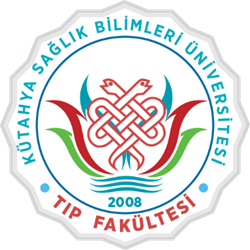 KÜTAHYA SAĞLIK BİLİMLERİ ÜNİVERSİTESİ
2008
TIP FAKÜLTESİ